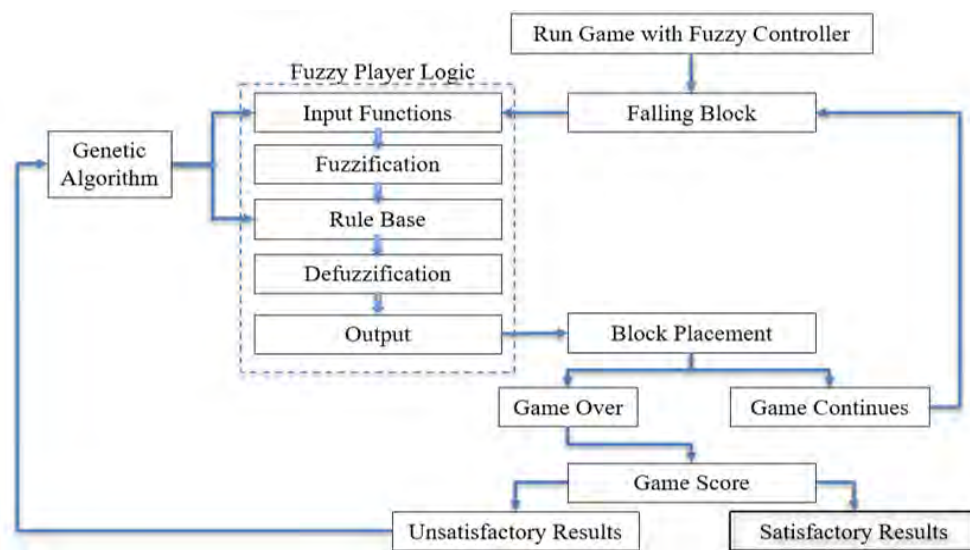 Run Game with Fuzzy Controller
Fuzzy Player Logic
Input Functions
Falling Block
Genetic
Algorithm
Fuzzification
Rule Base
Defuzzification
Output
Block Placement
Game Over
Game Continues
Game Score
Unsatisfactory Results
Satisfactory Results